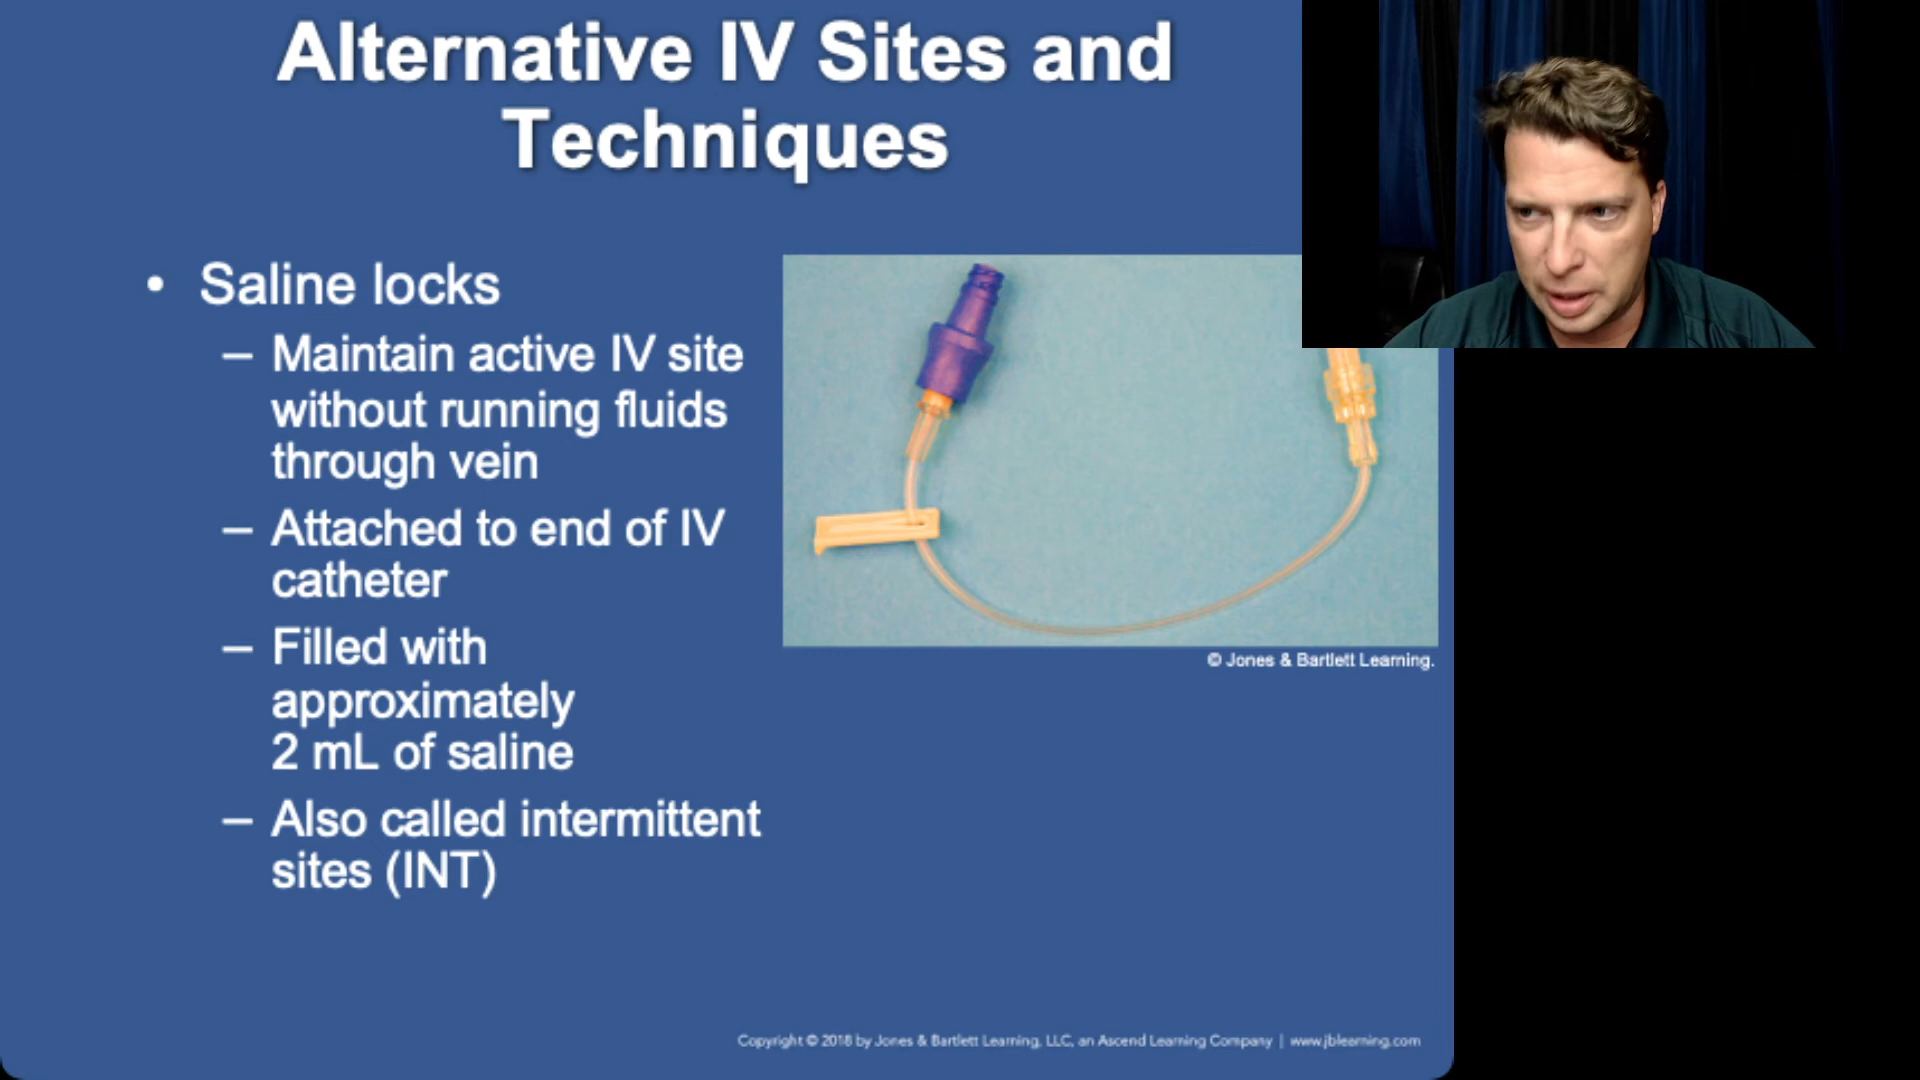 Alternative IV Sites and
Techniques
• Saline locks
– Maintain active IV site
without running fluids
through vein
– Attached to end of IV
catheter
– Filled with
approximately
2 mL of saline
– Also called intermittent
sites (INT)
© Jones & Bartlett Learning.
Copyright © 2018 by Jones & Bartlett Learning, LLC, an Ascend Learning Company | www.jblearning.com